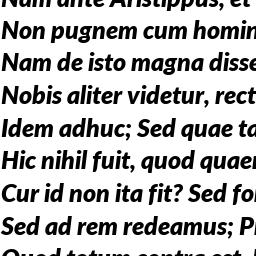 Nam ante Aristippus, et
Non pugnem cum homin
Nam de isto magna disse
Nobis aliter videtur, rect
Idem adhuc; Sed quae ta
Hic nihil fuit, quod quaer
Cur id non ita fit? Sed for
Sed ad rem redeamus; P
Quod totum contra est.